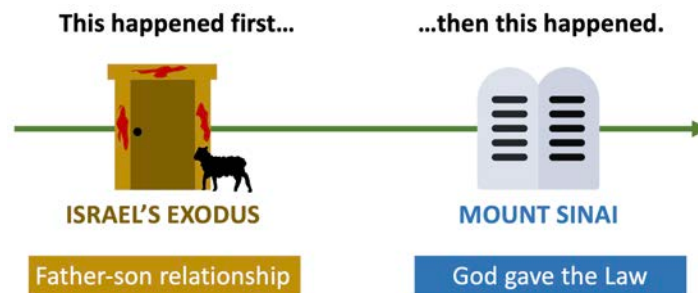 This happened first…
…then this happened.
ISRAEL’S EXODUS
MOUNT SINAI
Father-son relationship
God gave the Law